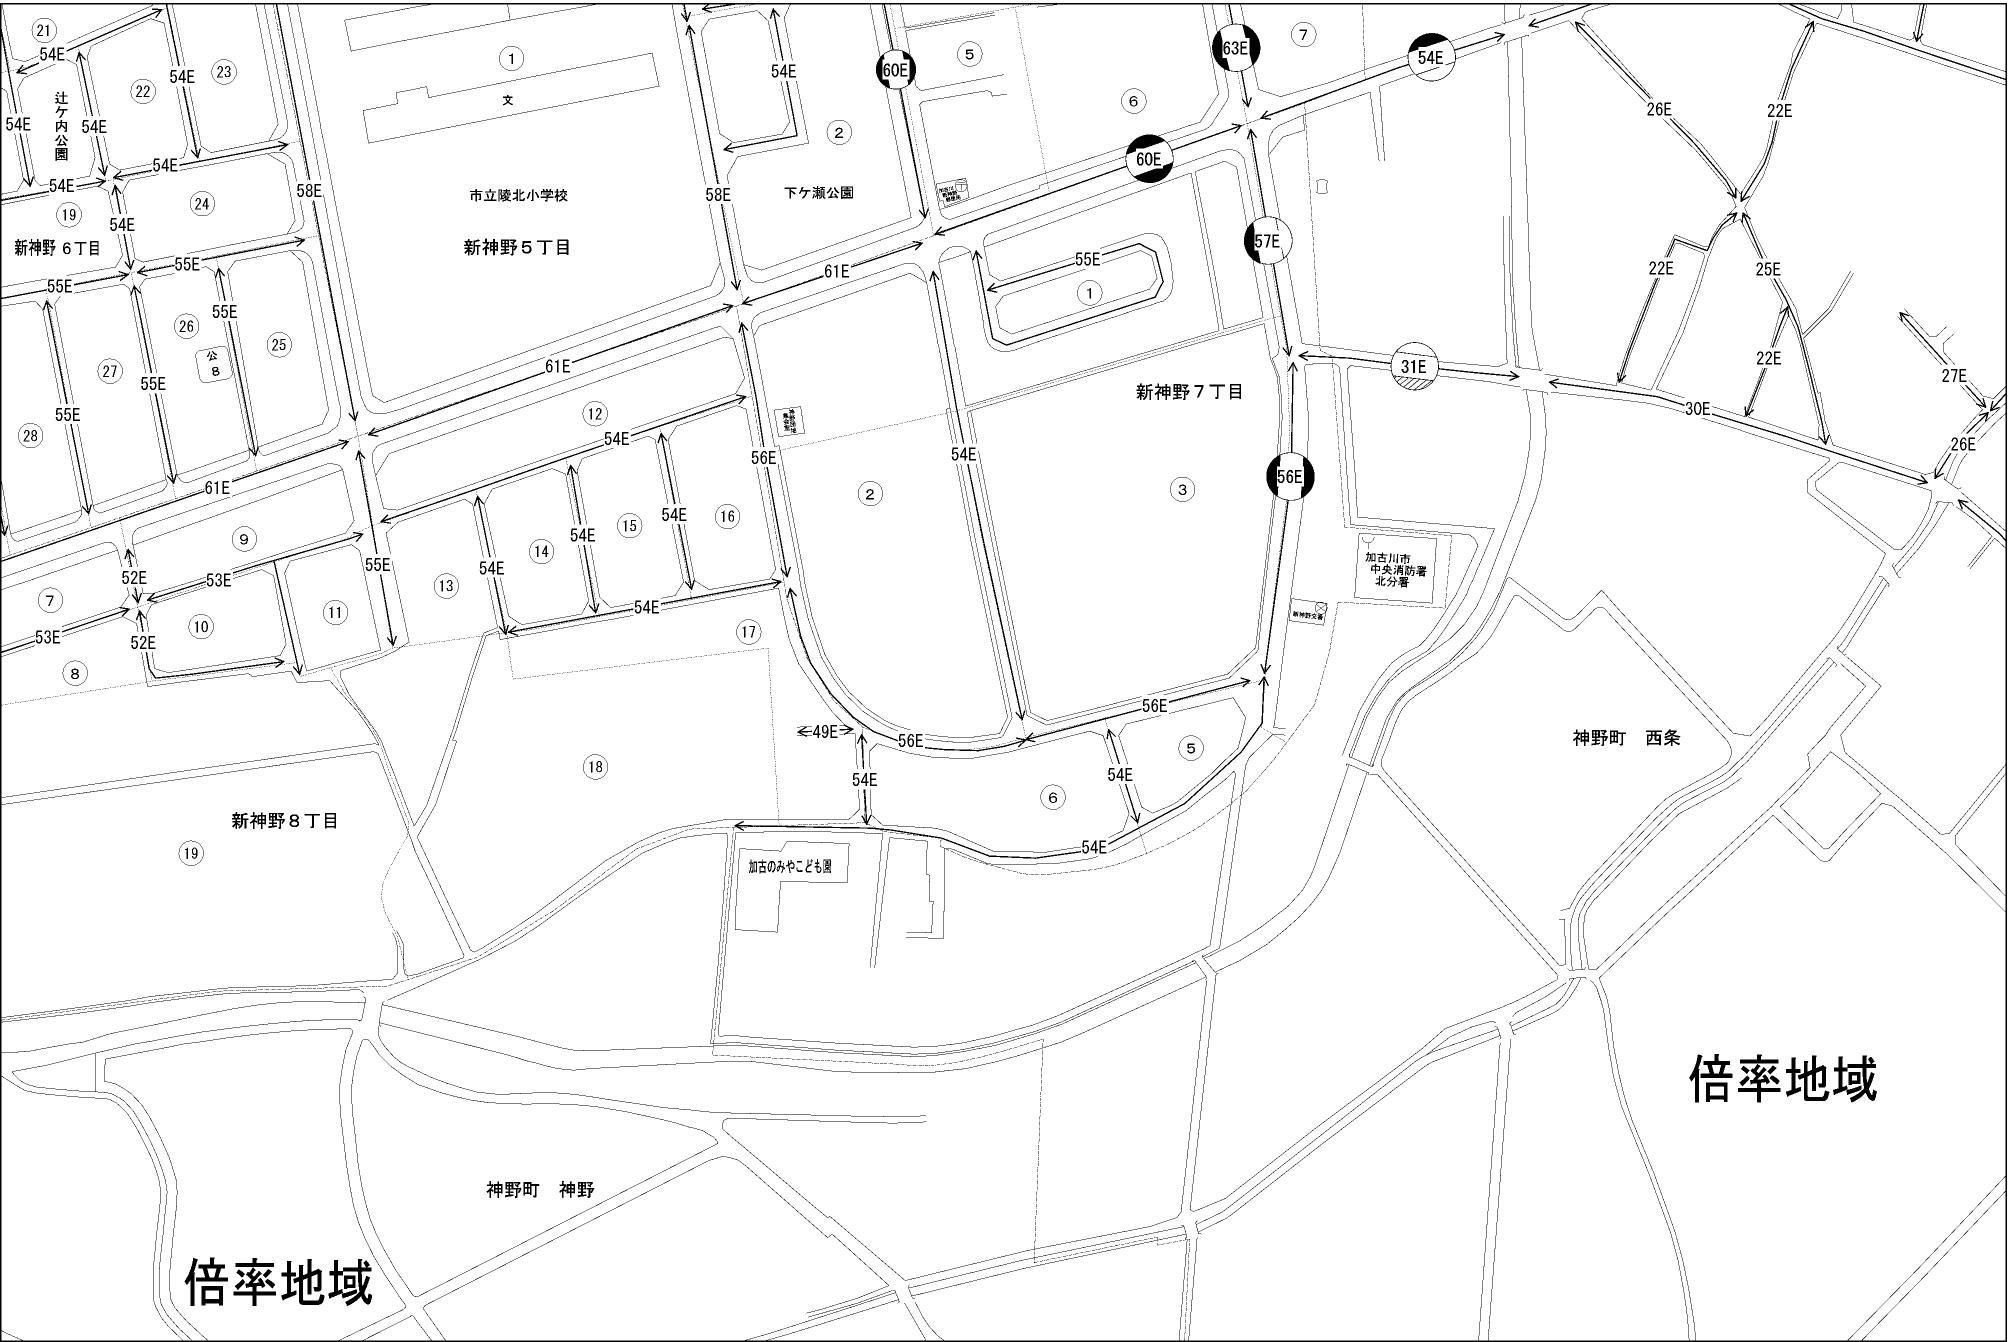 21
54E
54E
22
54E
23
辻ケ内公園
54E
54E
54E
54E
58E
19
24
54E
新神野６丁目
55E
55E
55E
26
公
8
25
27
55E
55E
28
61E
9
52E
53E
7
53E
52E
10
11
8
1
文
市立陵北小学校
新神野５丁目
58E
54E
2
下ケ瀬公園
60E
5
6
63E
7
54E
60E
57E
61E
61E
55E
1
新神野７丁目
12
54E
56E
54E
2
3
56E
55E
13
54E
14
54E
15
54E
16
54E
17
18
49E
56E
54E
56E
5
54E
6
54E
新神野８丁目
19
加古のみやこども園
加古川市
中央消防署
北分署
新神野交番
26E
22E
22E
25E
22E
31E
30E
27E
26E
神野町　西条
倍率地域
神野町　神野
倍率地域